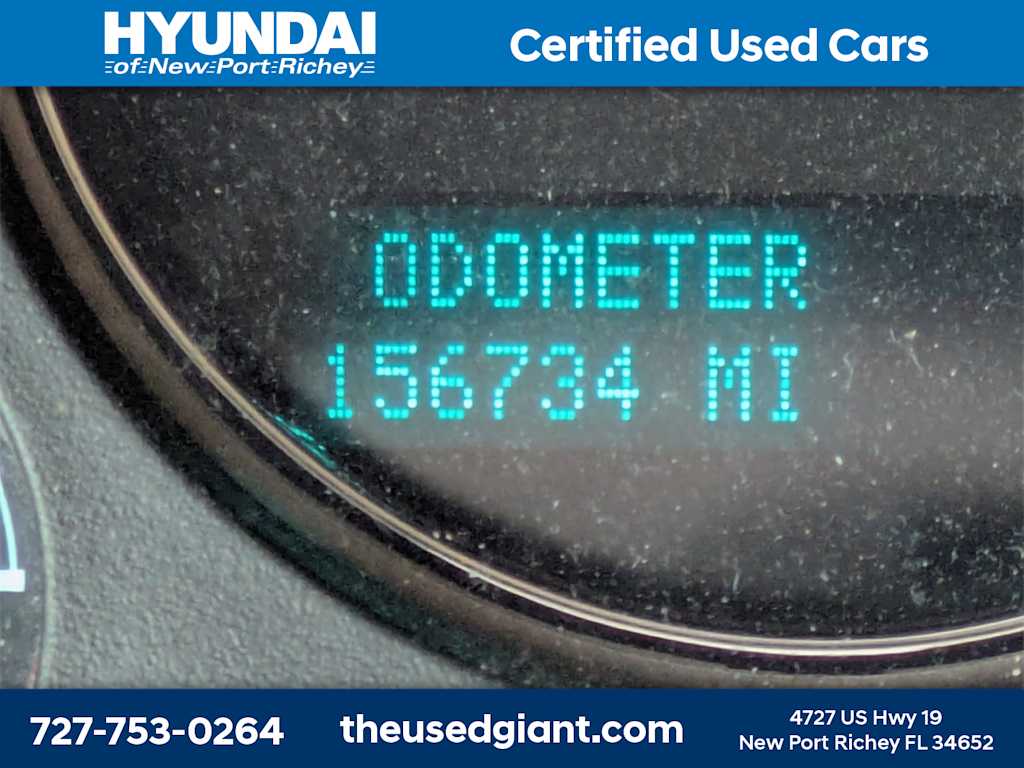 HYUNDAI
of New Port Richey
Certified Used Cars
ODOMETER
156734 MI
727-753-0264
theusedgiant.com
4727 US Hwy 19
New Port Richey FL 34652